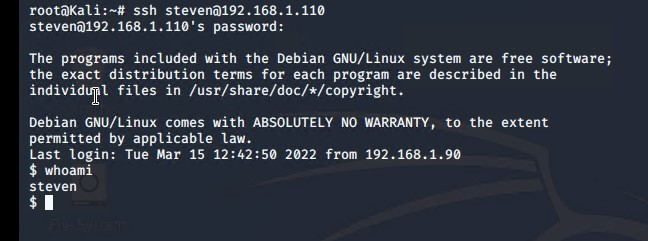 root@Kali:~# ssh steven@192.168.1.110
steven@192.168.1.110's password:
The programs included with the Debian GNU/Linux system are free software;
the exact distribution terms for each program are described in the
individual files in /usr/share/doc/*/copyright.
Debian GNU/Linux comes with ABSOLUTELY NO WARRANTY, to the extent
permitted by applicable law.
Last login: Tue Mar 15 12:42:50 2022 from 192.168.1.90
$ whoami
steven
$
File System